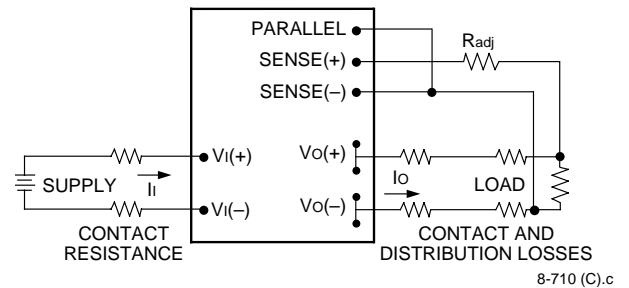 PARALLEL
Radj
SENSE(+)
SENSE(–)
VI(+)
VO(+)
SUPPLY
II
IO
LOAD
VI(–)
VO(–)
CONTACT
RESISTANCE
CONTACT AND
DISTRIBUTION LOSSES
8-710 (C).c